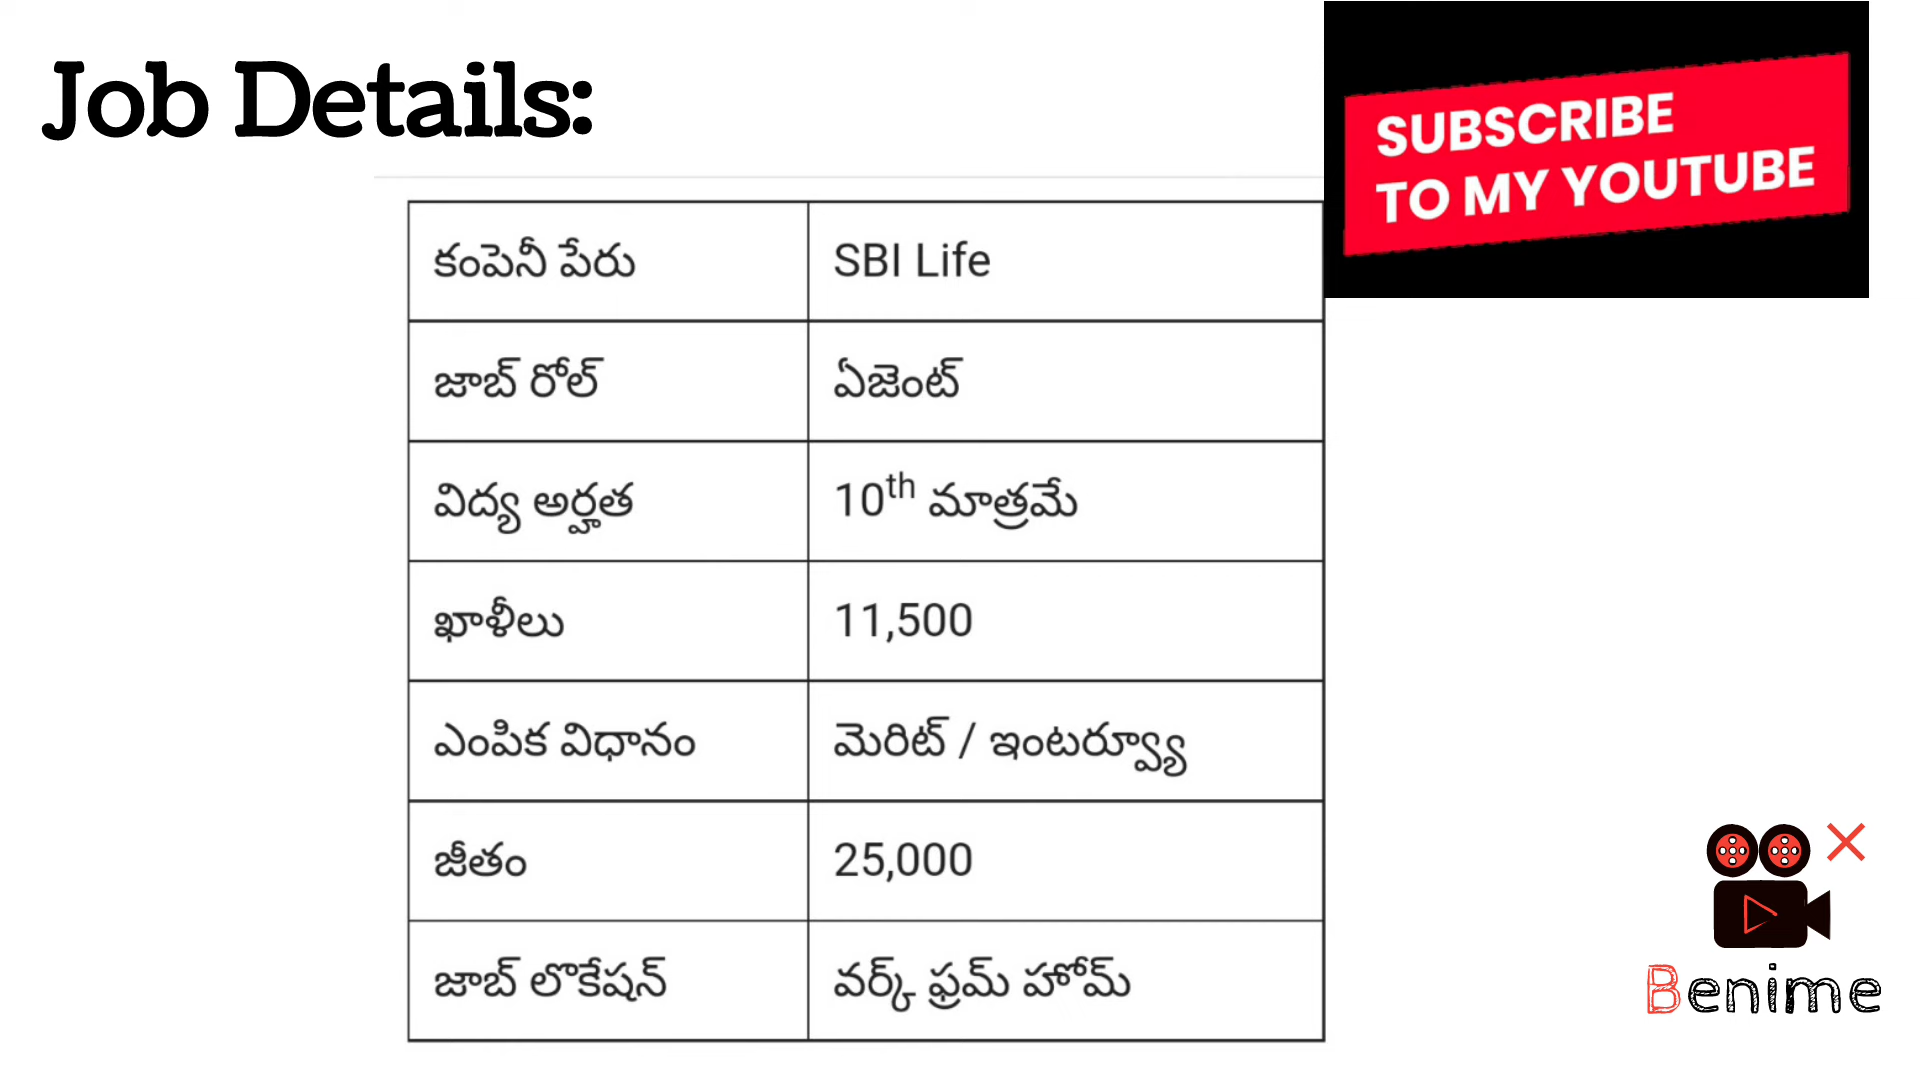 Job Details:
SUBSCRIBE
TO MY YOUTUBE
కంపెనీ పేరు SBI Life
జాబ్ రోల్ ఏజెంట్
విద్య అర్హత 10th మాత్రమే
ఖాళీలు 11,500
ఎంపిక విధానం మెరిట్ / ఇంటర్వ్యూ
జీతం 25,000
జాబ్ లొకేషన్ వర్క్ ఫ్రమ్ హోమ్
Benime